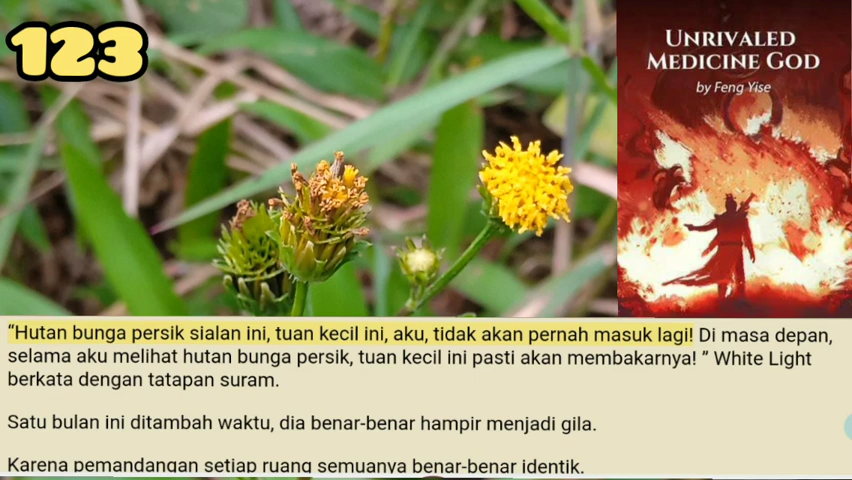 123
UNRIVALED
MEDICINE GOD
by Feng Yise
“Hutan bunga persik sialan ini, tuan kecil ini, aku, tidak akan pernah masuk lagi! Di masa depan,
selama aku melihat hutan bunga persik, tuan kecil ini pasti akan membakarnya! ” White Light
berkata dengan tatapan suram.
Satu bulan ini ditambah waktu, dia benar-benar hampir menjadi gila.
Karena pemandangan setiap ruang semuanya benar-benar identik.